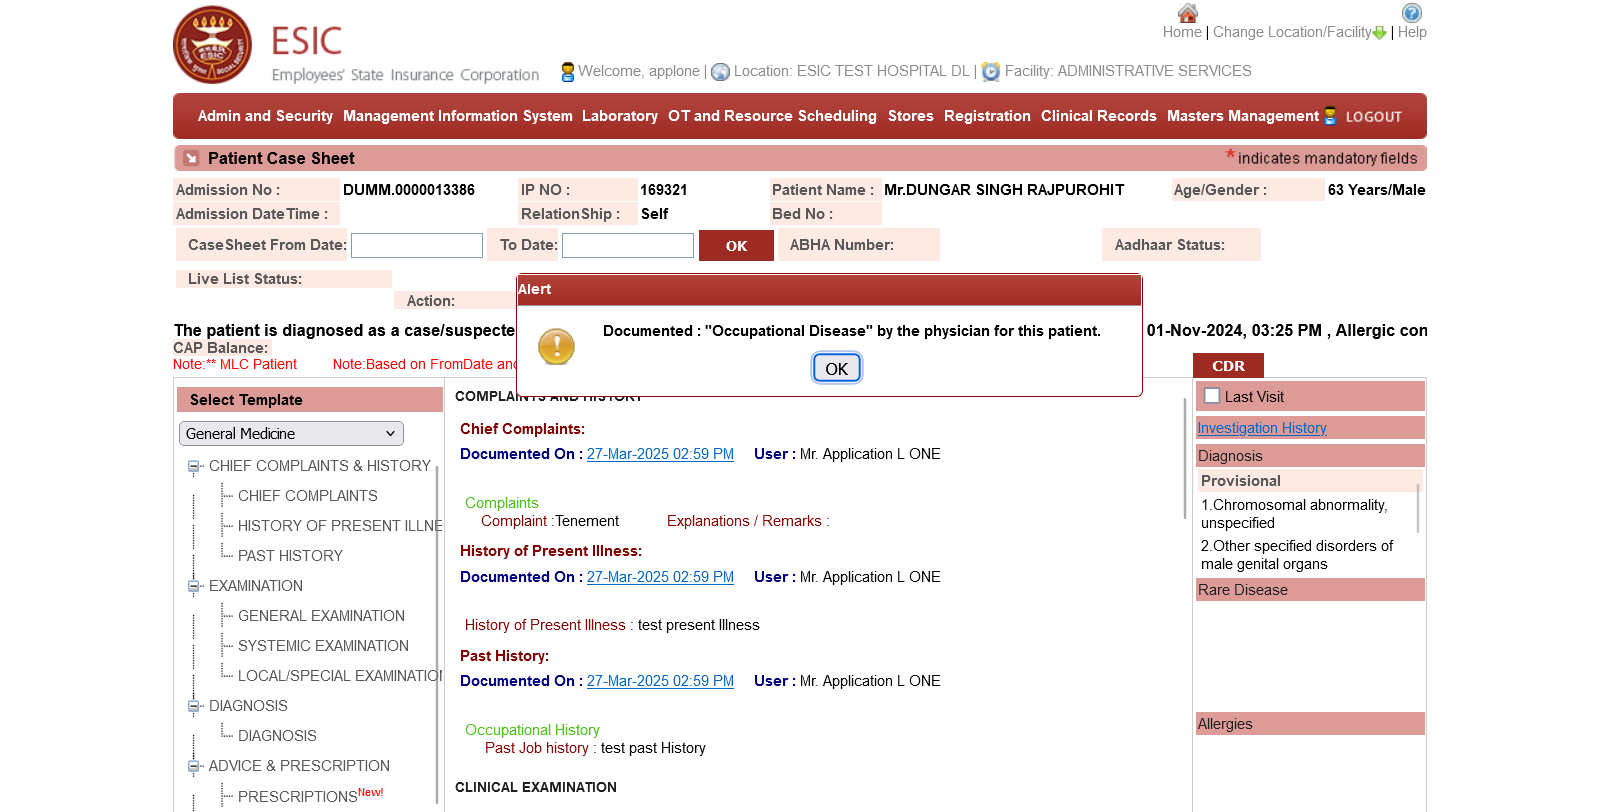 Home | Change Location/Facility | Help
ESIC
Employees' State Insurance Corporation
Welcome, applone | Location: ESIC TEST HOSPITAL DL | Facility: ADMINISTRATIVE SERVICES
Admin and Security Management Information System Laboratory OT and Resource Scheduling Stores Registration Clinical Records Masters Management LOGOUT
Patient Case Sheet *indicates mandatory fields
Admission No : DUMM.0000013386 IP NO : 169321 Patient Name : Mr.DUNGAR SINGH RAJPUROHIT Age/Gender : 63 Years/Male
Admission DateTime : RelationShip : Self Bed No :
CaseSheet From Date: To Date: OK ABHA Number: Aadhaar Status:
Live List Status:
Action:
Alert
Documented : "Occupational Disease" by the physician for this patient.
OK
The patient is diagnosed as a case/suspecte 01-Nov-2024, 03:25 PM , Allergic con
CAP Balance:
Note:** MLC Patient Note:Based on FromDate and
CDR
Select Template
General Medicine
CHIEF COMPLAINTS & HISTORY
CHIEF COMPLAINTS
HISTORY OF PRESENT ILLNE
PAST HISTORY
EXAMINATION
GENERAL EXAMINATION
SYSTEMIC EXAMINATION
LOCAL/SPECIAL EXAMINATION
DIAGNOSIS
DIAGNOSIS
ADVICE & PRESCRIPTION
PRESCRIPTIONS New!
COMPLAINTS AND HISTORY
Chief Complaints:
Documented On : 27-Mar-2025 02:59 PM User : Mr. Application L ONE
Complaints
Complaint :Tenement Explanations / Remarks :
History of Present Illness:
Documented On : 27-Mar-2025 02:59 PM User : Mr. Application L ONE
History of Present Illness : test present Illness
Past History:
Documented On : 27-Mar-2025 02:59 PM User : Mr. Application L ONE
Occupational History
Past Job history : test past History
CLINICAL EXAMINATION
Last Visit
Investigation History
Diagnosis
Provisional
1.Chromosomal abnormality,
unspecified
2.Other specified disorders of
male genital organs
Rare Disease
Allergies